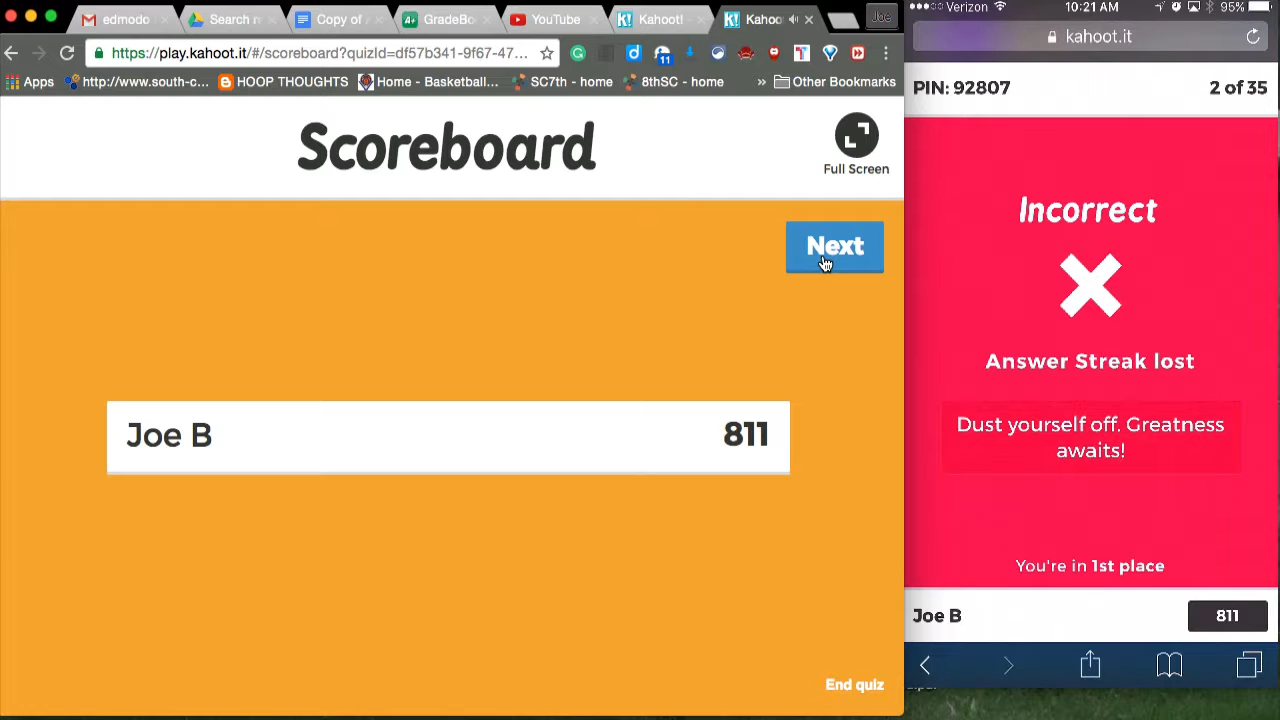 edmodo
Search r
Copy of
GradeBo
YouTube
Kahoot! -
Kahoo
Joe
https://play.kahoot.it/#/scoreboard?quizId=df57b341-9f67-47...
11
Apps
http://www.south-c...
HOOP THOUGHTS
Home - Basketball...
SC7th - home
8thSC - home
»
Other Bookmarks
Scoreboard
Full Screen
Next
Joe B
811
End quiz
Verizon
10:21 AM
95%
kahoot.it
PIN: 92807
2 of 35
Incorrect
Answer Streak lost
Dust yourself off. Greatness
awaits!
You're in 1st place
Joe B
811